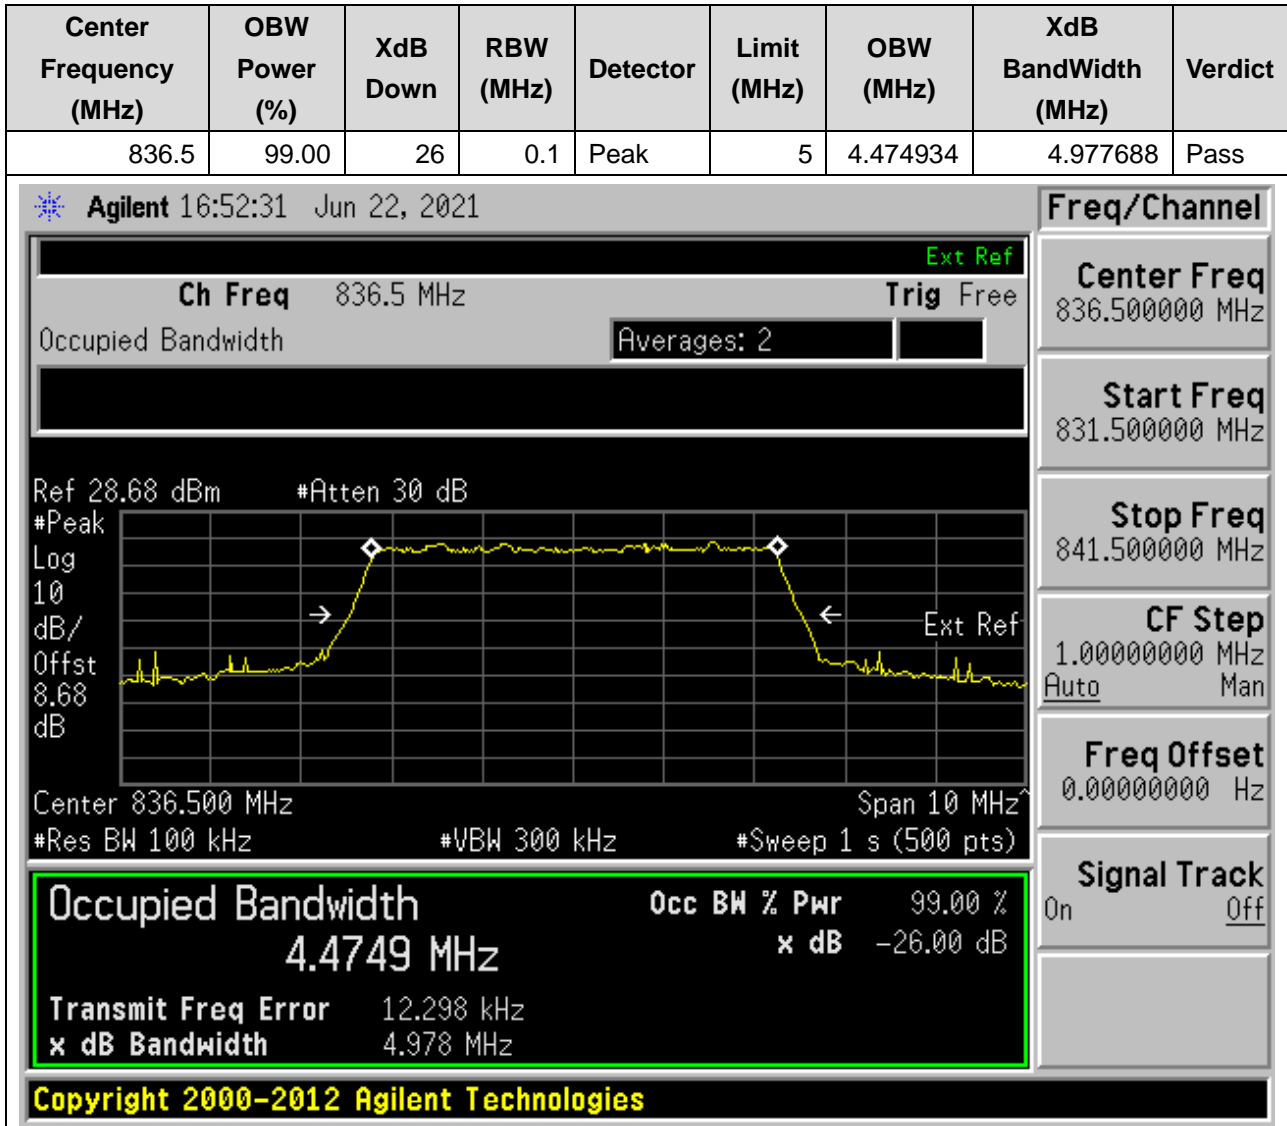 Center Frequency (MHz) OBW Power (%) XdB Down RBW (MHz) Detector Limit (MHz) OBW (MHz) XdB BandWidth (MHz) Verdict
836.5 99.00 26 0.1 Peak 5 4.474934 4.977688 Pass
Agilent 16:52:31 Jun 22, 2021
Freq/Channel
Ext Ref
Ch Freq 836.5 MHz Trig Free
Occupied Bandwidth Averages: 2
Center Freq
836.500000 MHz
Start Freq
831.500000 MHz
Stop Freq
841.500000 MHz
CF Step
1.00000000 MHz
Auto Man
Freq Offset
0.00000000 Hz
Signal Track
On Off
Ref 28.68 dBm #Atten 30 dB
#Peak
Log
10
dB/
Offst
8.68
dB
Ext Ref
Center 836.500 MHz Span 10 MHz^
#Res BW 100 kHz #VBW 300 kHz #Sweep 1 s (500 pts)
Occupied Bandwidth Occ BW % Pwr 99.00 %
4.4749 MHz x dB -26.00 dB
Transmit Freq Error 12.298 kHz
x dB Bandwidth 4.978 MHz
Copyright 2000-2012 Agilent Technologies